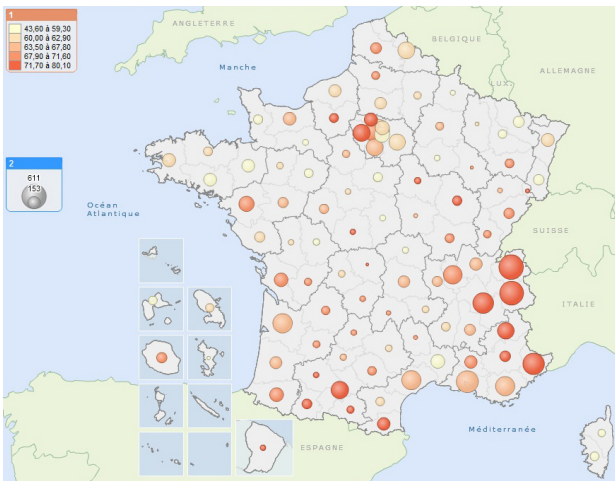 1
43,60 à 59,30
60,00 à 62,90
63,50 à 67,80
67,90 à 71,60
71,70 à 80,10
2
611
153
ANGLETERRE
BELGIQUE
Manche
LUX.
ALLEMAGNE
Océan
Atlantique
SUISSE
ITALIE
Méditerranée
ESPAGNE